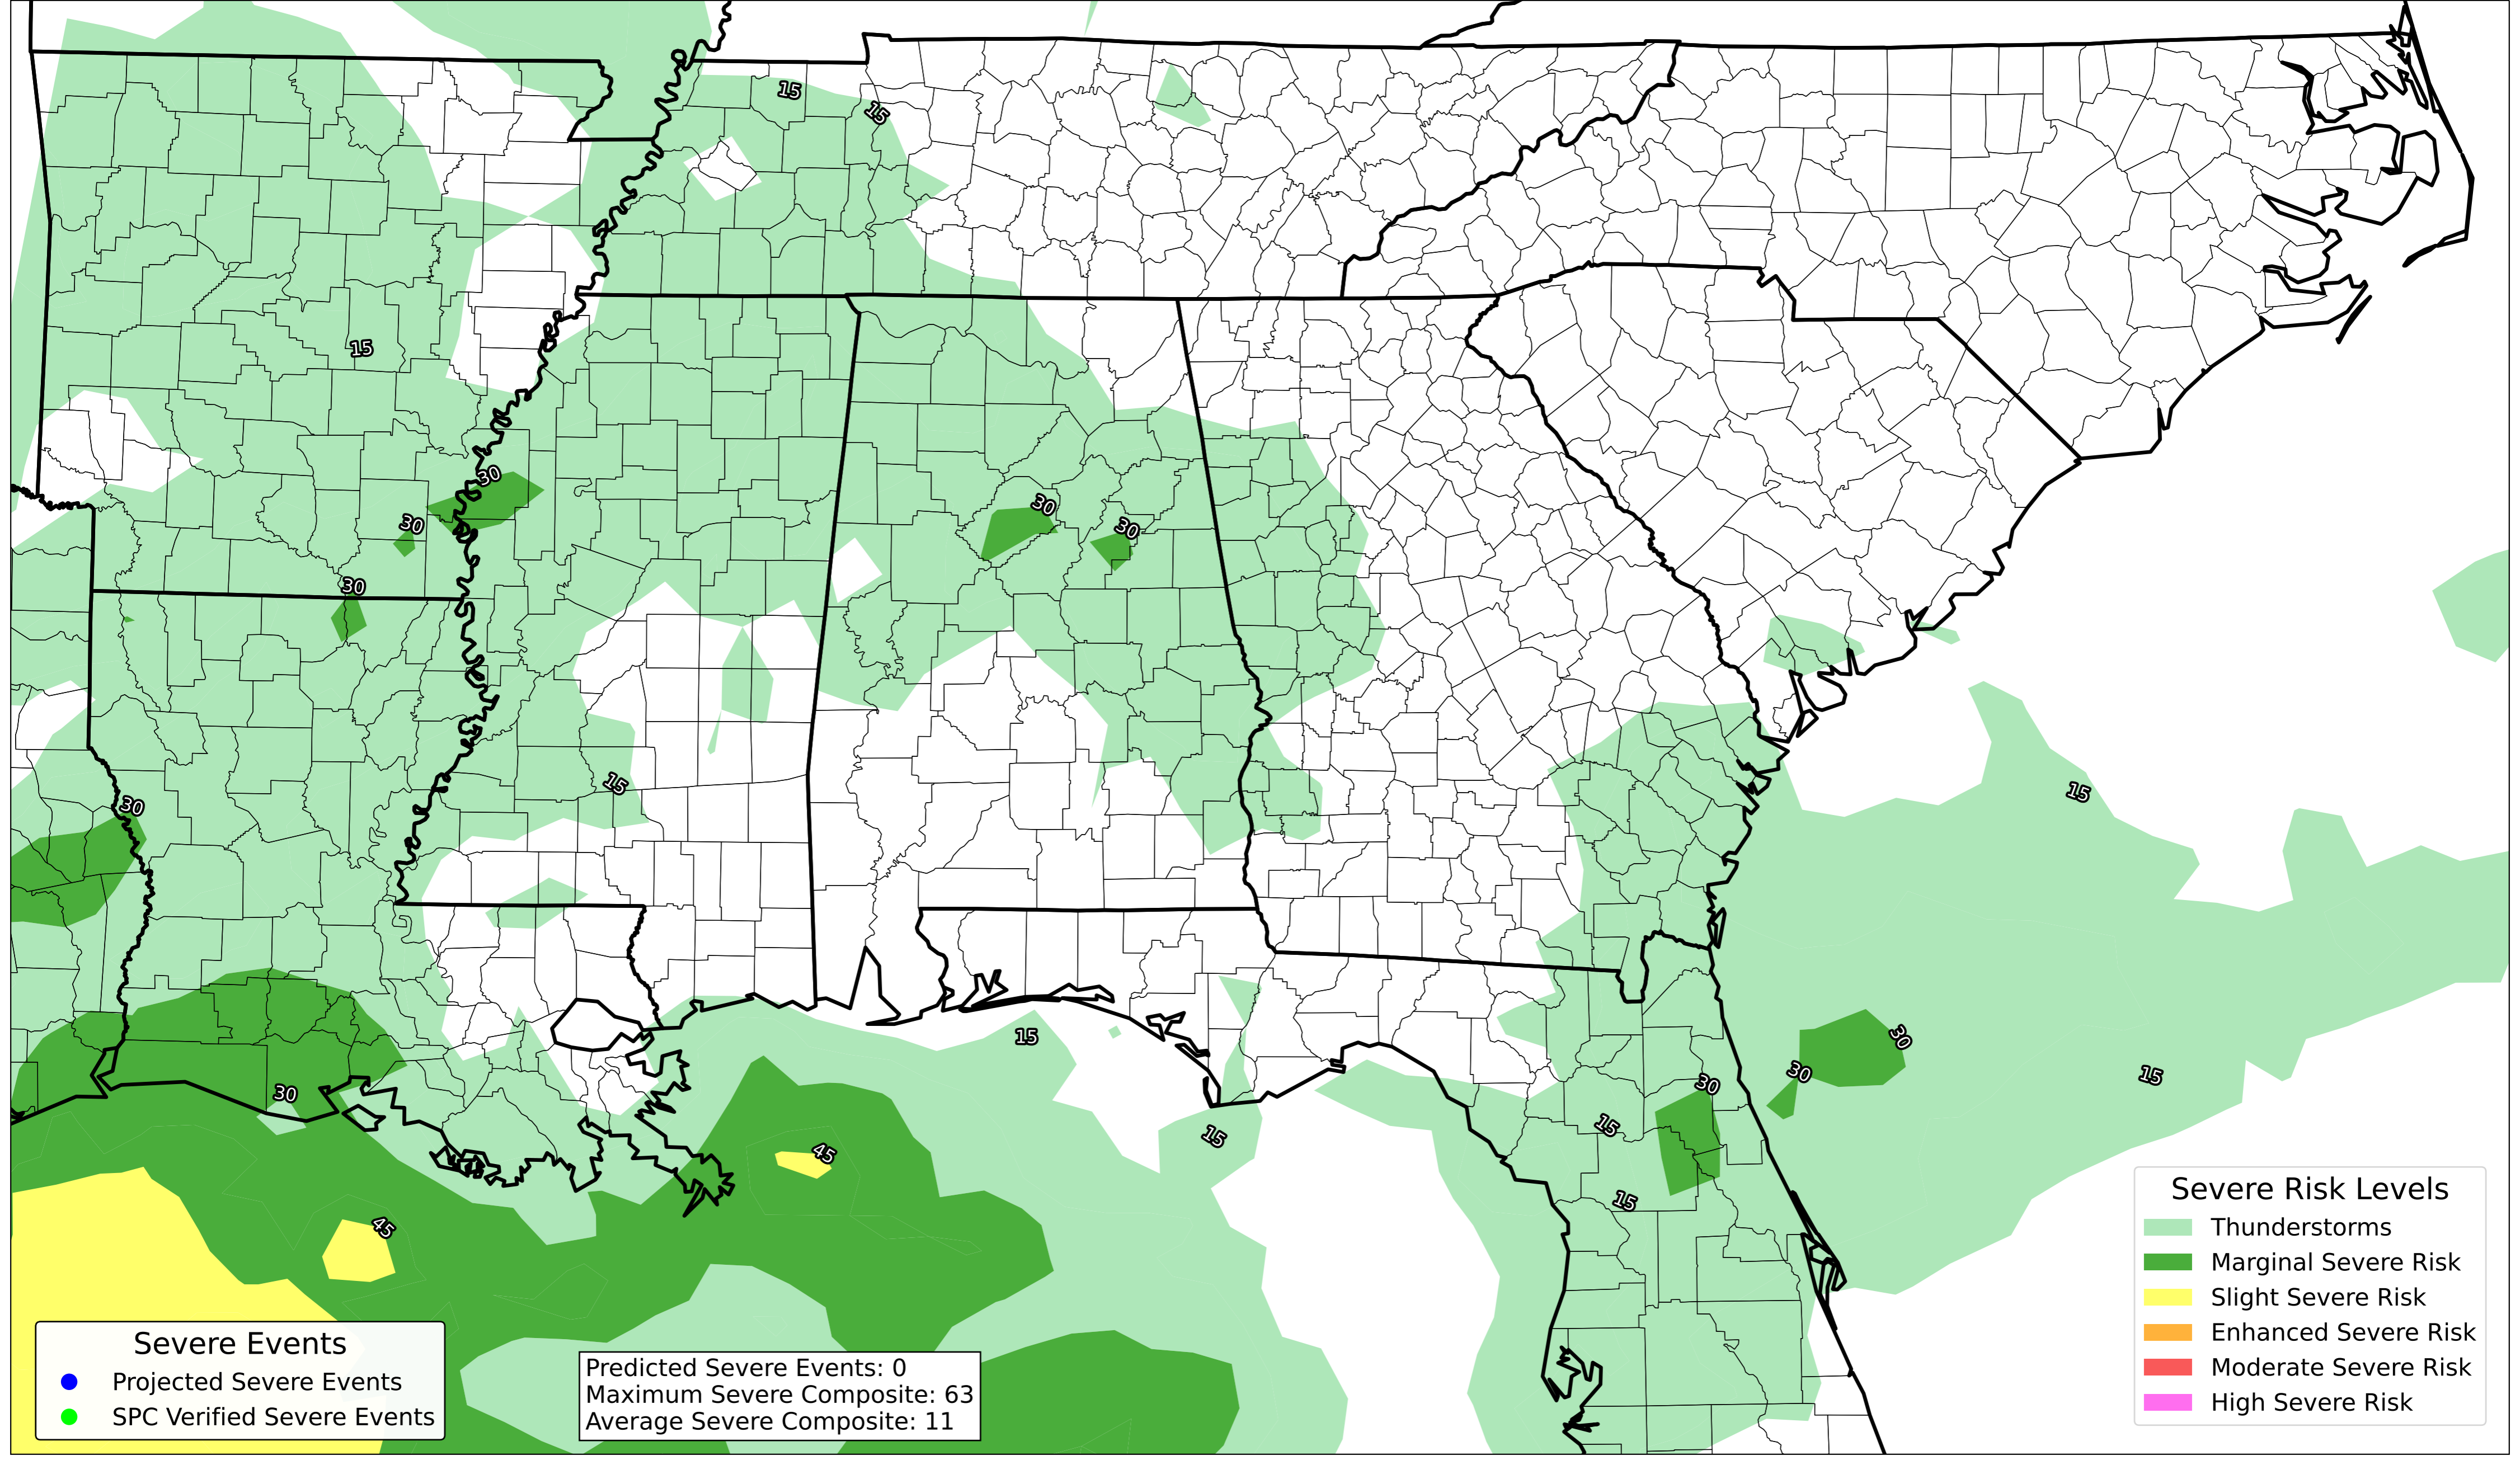 15
15
15
30
30
30
30
30
15
15
30
30
15
30
30
15
30
15
15
45
15
45
Severe Risk Levels
Thunderstorms
Marginal Severe Risk
Slight Severe Risk
Enhanced Severe Risk
Moderate Severe Risk
High Severe Risk
Severe Events
Projected Severe Events
SPC Verified Severe Events
Predicted Severe Events: 0
Maximum Severe Composite: 63
Average Severe Composite: 11